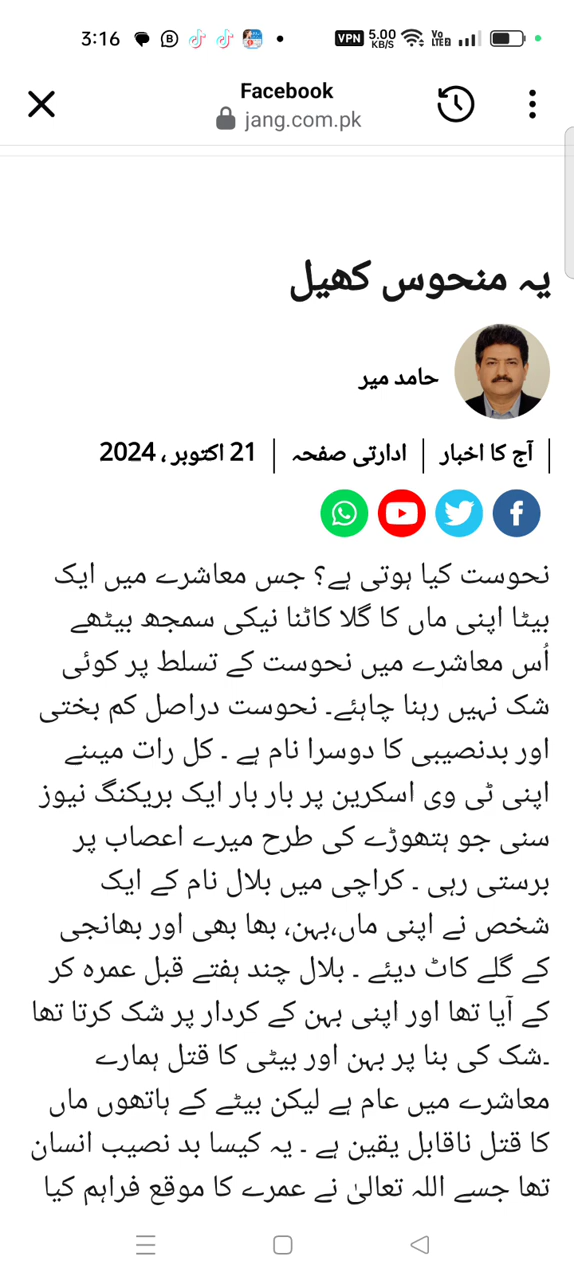 3:16
VPN 5.00 KB/S Vo LTE 2
Facebook
jang.com.pk
یہ منحوس کھیل
حامد میر
آج کا اخبار | ادارتی صفحہ | 21 اکتوبر ، 2024
نحوست کیا ہوتی ہے؟ جس معاشرے میں ایک
بیٹا اپنی ماں کا گلا کاٹنا نیکی سمجھ بیٹھے
اُس معاشرے میں نحوست کے تسلط پر کوئی
شک نہیں رہنا چاہئے۔ نحوست دراصل کم بختی
اور بدنصیبی کا دوسرا نام ہے ۔ کل رات میںنے
اپنی ٹی وی اسکرین پر بار بار ایک بریکنگ نیوز
سنی جو ہتھوڑے کی طرح میرے اعصاب پر
برستی رہی ۔ کراچی میں بلال نام کے ایک
شخص نے اپنی ماں،بہن، بھا بھی اور بھانجی
کے گلے کاٹ دیئے ۔ بلال چند ہفتے قبل عمرہ کر
کے آیا تھا اور اپنی بہن کے کردار پر شک کرتا تھا
۔شک کی بنا پر بہن اور بیٹی کا قتل ہمارے
معاشرے میں عام ہے لیکن بیٹے کے ہاتھوں ماں
کا قتل ناقابل یقین ہے ۔ یہ کیسا بد نصیب انسان
تھا جسے اللہ تعالیٰ نے عمرے کا موقع فراہم کیا